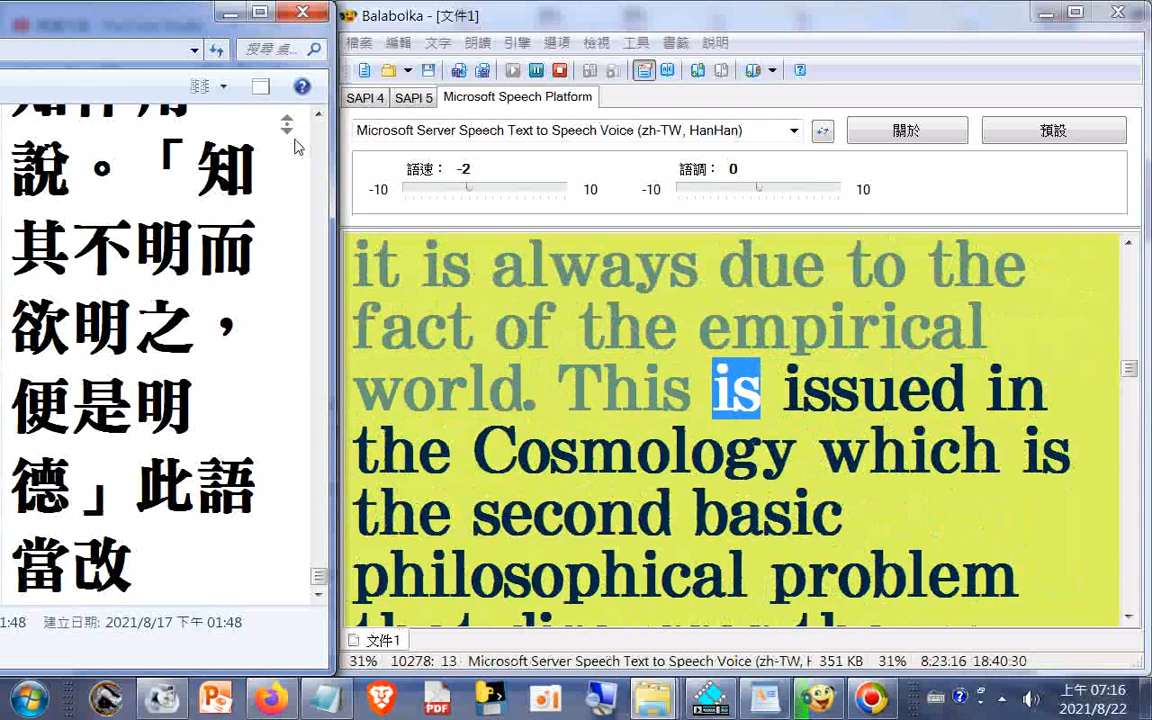 搜尋 桌...
說。「知
其不明而
欲明之，
便是明
德」此語
當改
1:48 建立日期: 2021/8/17 下午 01:48
Balabolka - [文件1]
檔案 編輯 文字 朗讀 引擎 選項 檢視 工具 書籤 說明
SAPI 4 SAPI 5 Microsoft Speech Platform
Microsoft Server Speech Text to Speech Voice (zh-TW, HanHan) 關於 預設
語速： -2 語調： 0
-10 10 -10 10
it is always due to the
fact of the empirical
world. This is issued in
the Cosmology which is
the second basic
philosophical problem
文件1
31% 10278: 13 Microsoft Server Speech Text to Speech Voice (zh-TW, H 351 KB 31% 8.23.16 18:40:30
PDF
上午 07:16
2021/8/22